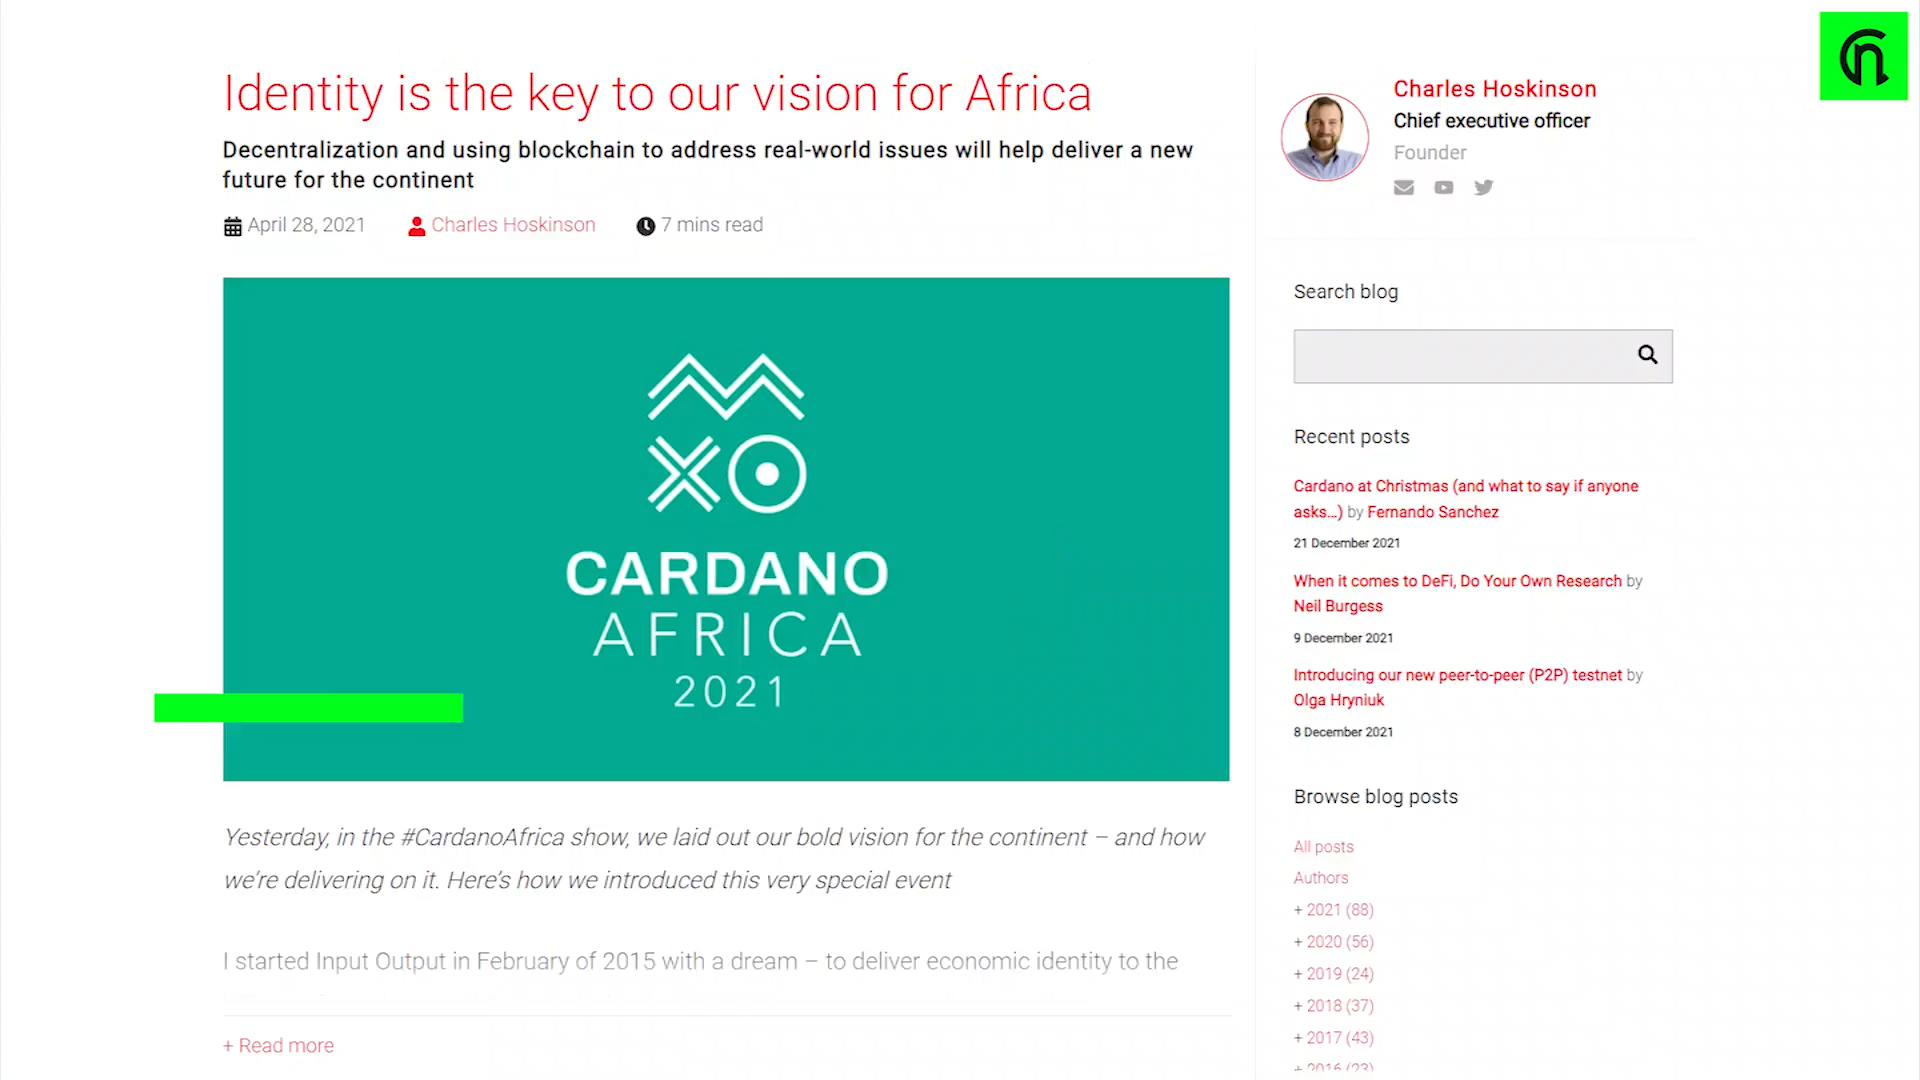 Identity is the key to our vision for Africa
Decentralization and using blockchain to address real-world issues will help deliver a new
future for the continent
April 28, 2021
Charles Hoskinson
7 mins read
CARDANO
AFRICA
2021
Yesterday, in the #CardanoAfrica show, we laid out our bold vision for the continent – and how
we're delivering on it. Here's how we introduced this very special event
I started Input Output in February of 2015 with a dream – to deliver economic identity to the
+ Read more
Charles Hoskinson
Chief executive officer
Founder
Search blog
Recent posts
Cardano at Christmas (and what to say if anyone
asks...) by Fernando Sanchez
21 December 2021
When it comes to DeFi, Do Your Own Research by
Neil Burgess
9 December 2021
Introducing our new peer-to-peer (P2P) testnet by
Olga Hryniuk
8 December 2021
Browse blog posts
All posts
Authors
+ 2021 (88)
+ 2020 (56)
+ 2019 (24)
+ 2018 (37)
+ 2017 (43)
+ 2016 (23)